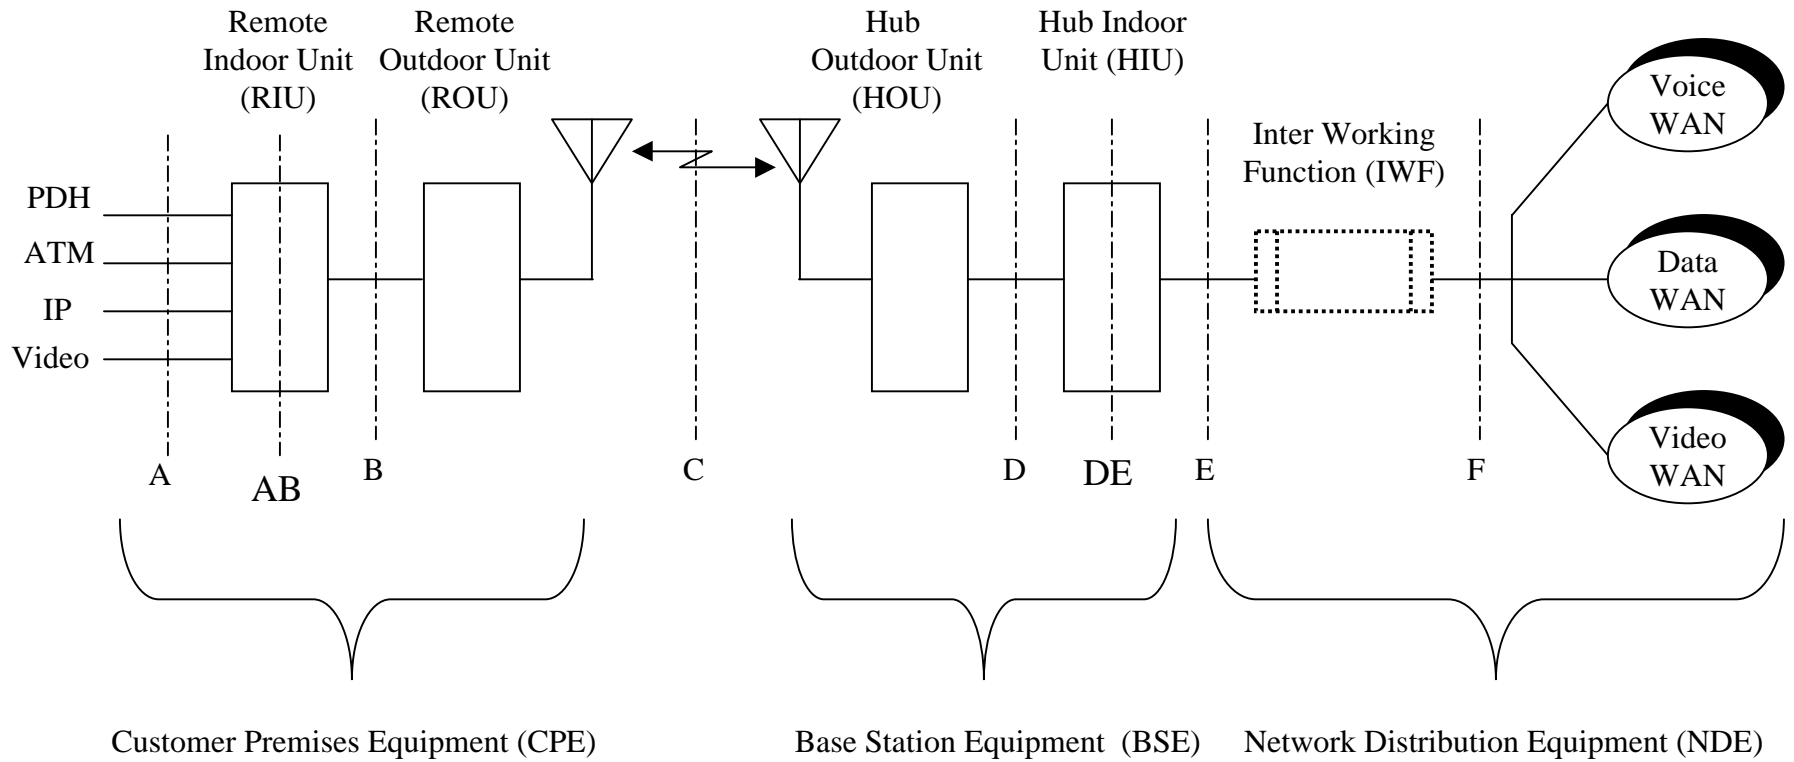 Remote
Indoor Unit
(RIU)
Remote
Outdoor Unit
(ROU)
Hub
Outdoor Unit
(HOU)
Hub Indoor
Unit (HIU)
Inter Working
Function (IWF)
Voice
WAN
Data
WAN
Video
WAN
PDH
ATM
IP
Video
A
AB
B
C
D
DE
E
F
Customer Premises Equipment (CPE)
Base Station Equipment (BSE)
Network Distribution Equipment (NDE)